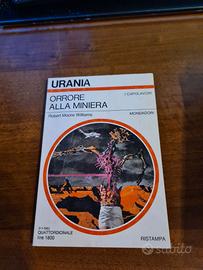 URANIA
I CAPOLAVORI
ORRORE
ALLA MINIERA
Robert Moore Williams
MONDADORI
QUATTORDICINALE
lire 1800
RISTAMPA
Subito